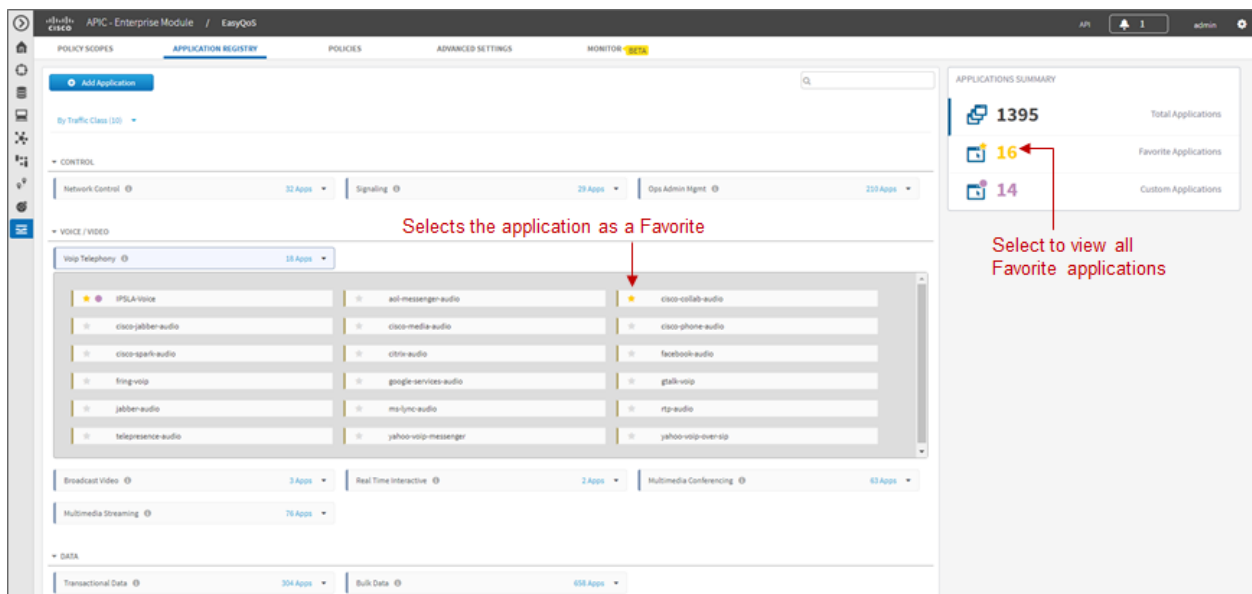 cisco APIC - Enterprise Module / EasyQoS
API 1 admin
POLICY SCOPES APPLICATION REGISTRY POLICIES ADVANCED SETTINGS MONITOR BETA
Add Application
By Traffic Class (10)
CONTROL
Network Control 32 Apps Signaling 29 Apps Ops Admin Mgmt 210 Apps
VOICE / VIDEO
Selects the application as a Favorite
Voip Telephony 18 Apps
IPSLA-Voice aol-messenger-audio cisco-collab-audio
cisco-jabber-audio cisco-media-audio cisco-phone-audio
cisco-spark-audio citrix-audio facebook-audio
fring-voip google-services-audio gtalk-voip
jabber-audio ms-lync-audio rtp-audio
telepresence-audio yahoo-voip-messenger yahoo-voip-over-sip
Broadcast Video 3 Apps Real Time Interactive 2 Apps Multimedia Conferencing 63 Apps
Multimedia Streaming 76 Apps
DATA
Transactional Data 304 Apps Bulk Data 658 Apps
APPLICATIONS SUMMARY
1395 Total Applications
16 Favorite Applications
14 Custom Applications
Select to view all
Favorite applications